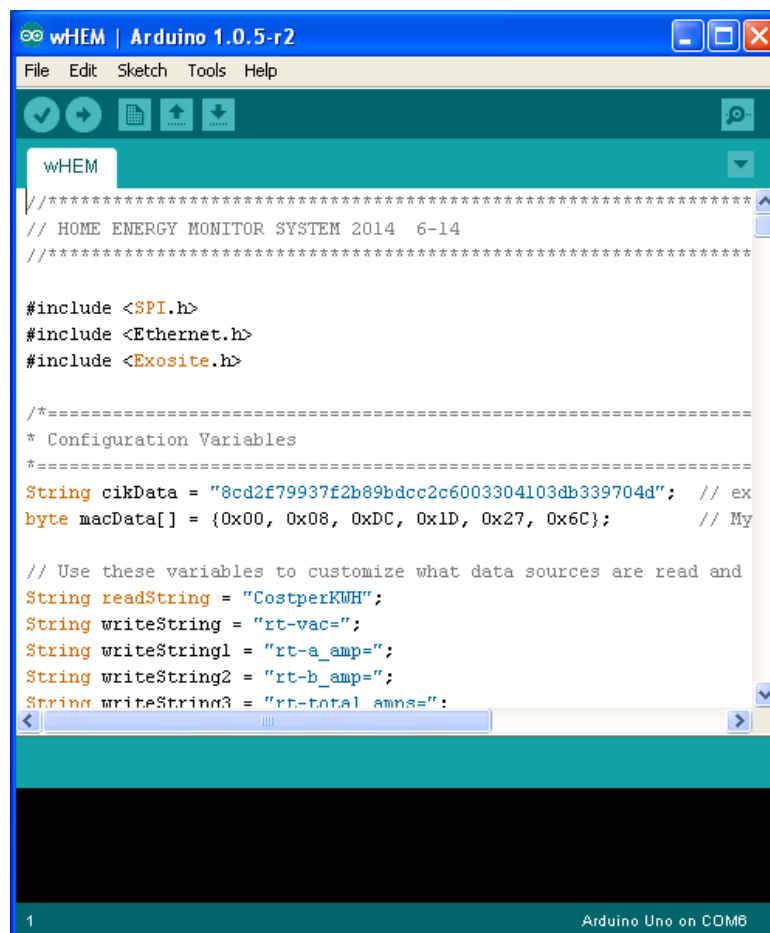 wHEM | Arduino 1.0.5-r2
File Edit Sketch Tools Help
wHEM
//*****************************************************************
// HOME ENERGY MONITOR SYSTEM 2014  6-14
//*****************************************************************
#include <SPI.h>
#include <Ethernet.h>
#include <Exosite.h>
/*=================================================================
* Configuration Variables
*==================================================================
String cikData = "8cd2f79937f2b89bdcc2c6003304103db339704d";  // ex
byte macData[] = {0x00, 0x08, 0xDC, 0x1D, 0x27, 0x6C};        // My
// Use these variables to customize what data sources are read and
String readString = "CostperKWH";
String writeString = "rt-vac=";
String writeString1 = "rt-a_amp=";
String writeString2 = "rt-b_amp=";
String writeString3 = "rt-total_amps=";
1
Arduino Uno on COM6